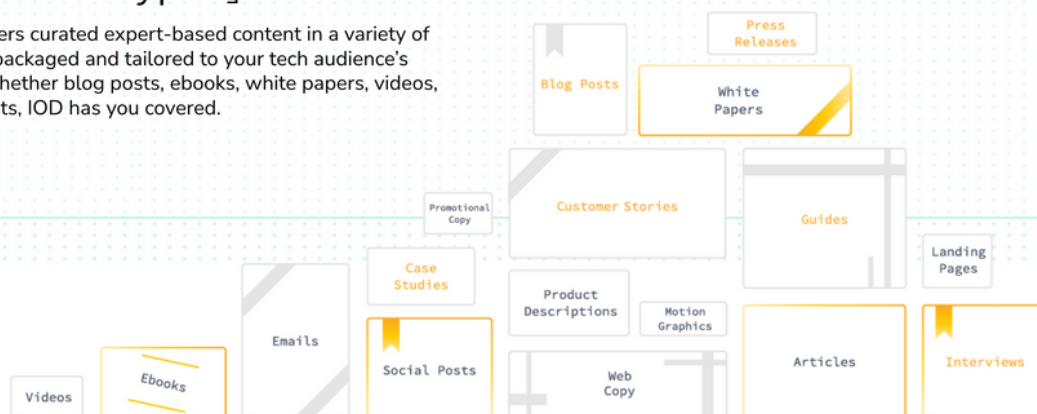 ers curated expert-based content in a variety of
packaged and tailored to your tech audience's
hether blog posts, ebooks, white papers, videos,
ts, IOD has you covered.
Press
Releases
Blog Posts
White
Papers
Promotional
Copy
Customer Stories
Guides
Landing
Pages
Case
Studies
Product
Descriptions
Motion
Graphics
Emails
Social Posts
Articles
Interviews
Web
Copy
Ebooks
Videos